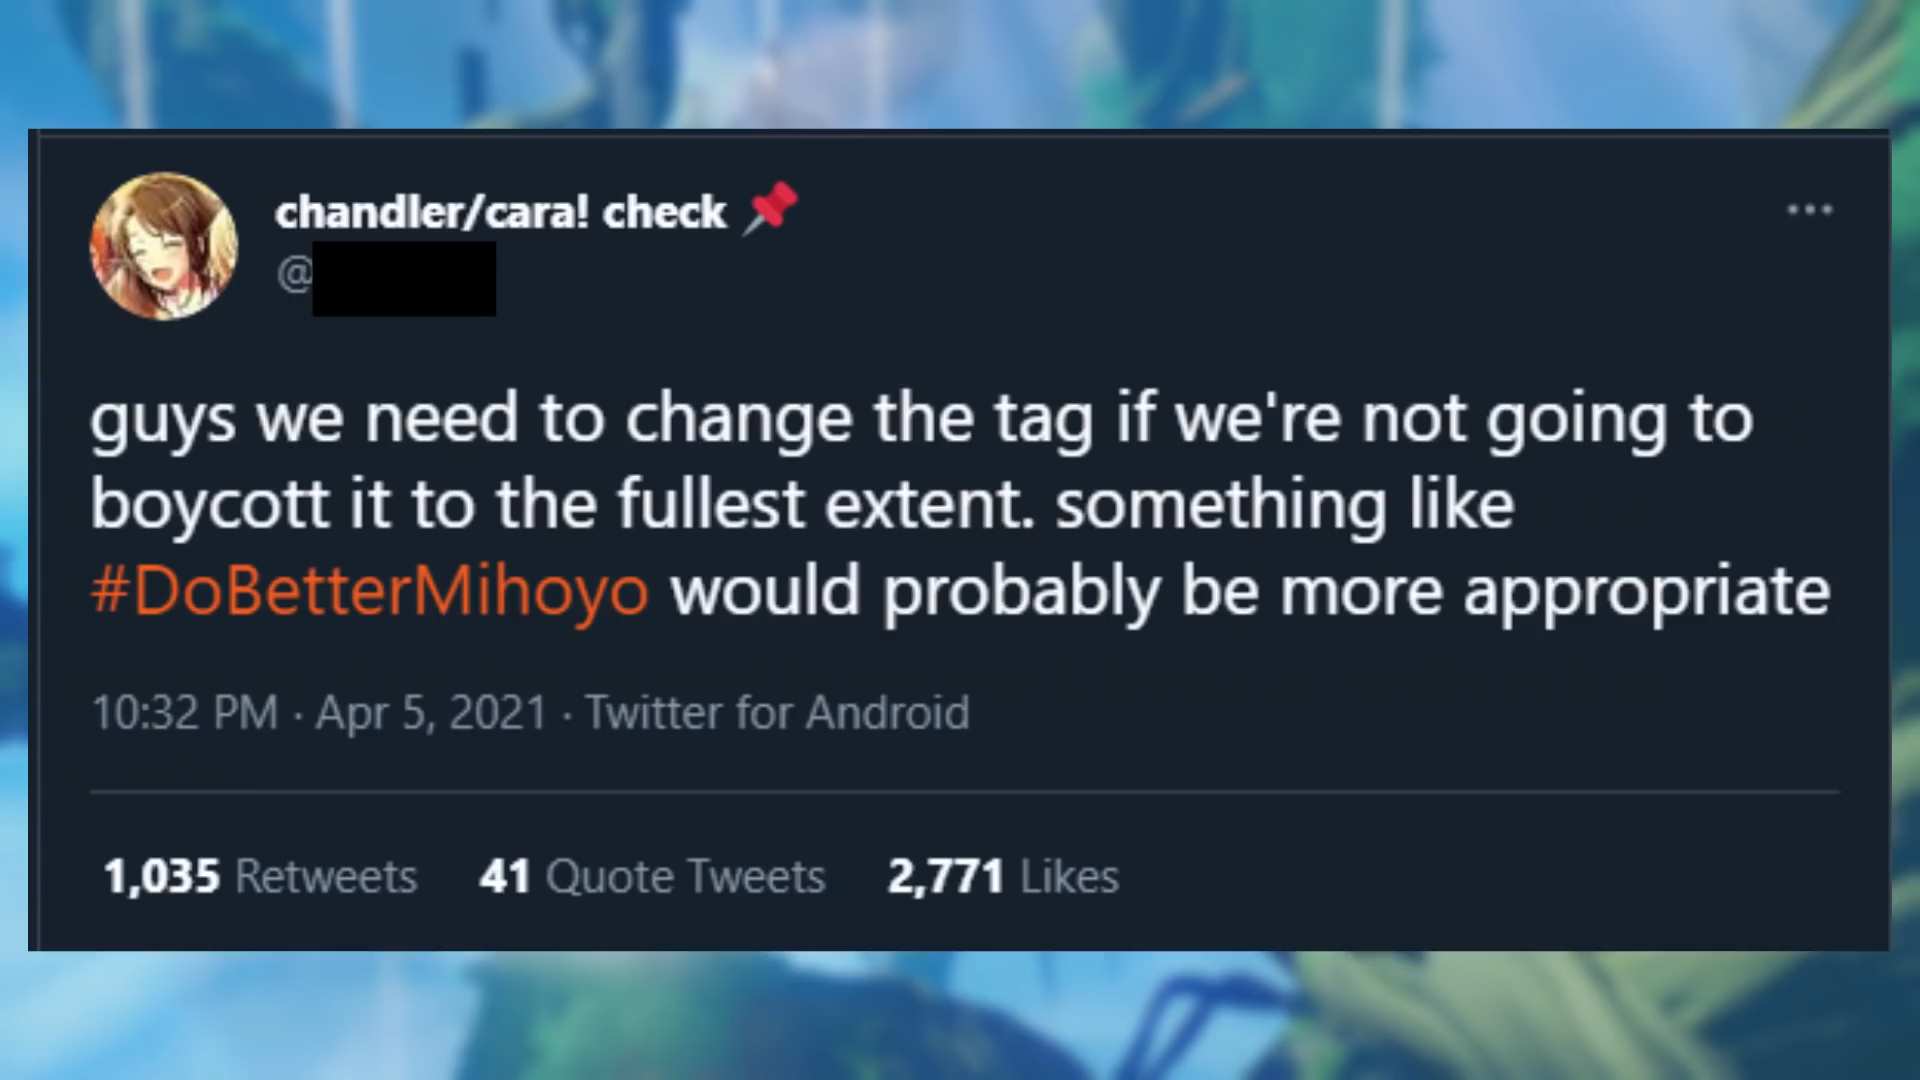 chandler/cara! check 📌
@
guys we need to change the tag if we're not going to
boycott it to the fullest extent. something like
#DoBetterMihoyo would probably be more appropriate
10:32 PM · Apr 5, 2021 · Twitter for Android
1,035 Retweets 41 Quote Tweets 2,771 Likes